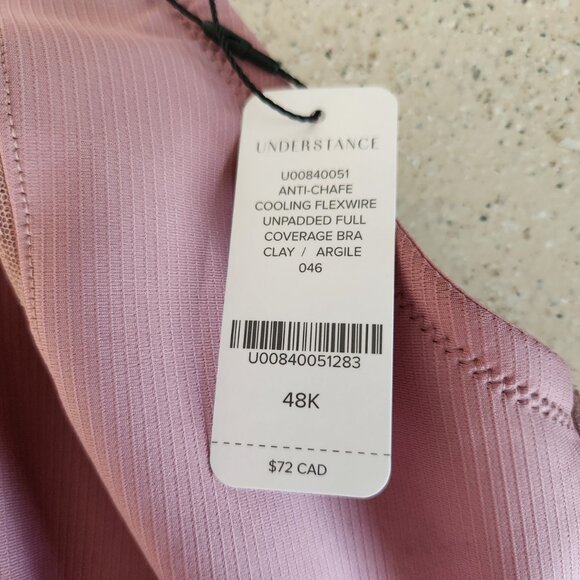 UNDERSTANCE
U00840051
ANTI-CHAFE
COOLING FLEXWIRE
UNPADDED FULL
COVERAGE BRA
CLAY / ARGILE
046
U00840051283
48K
$72 CAD